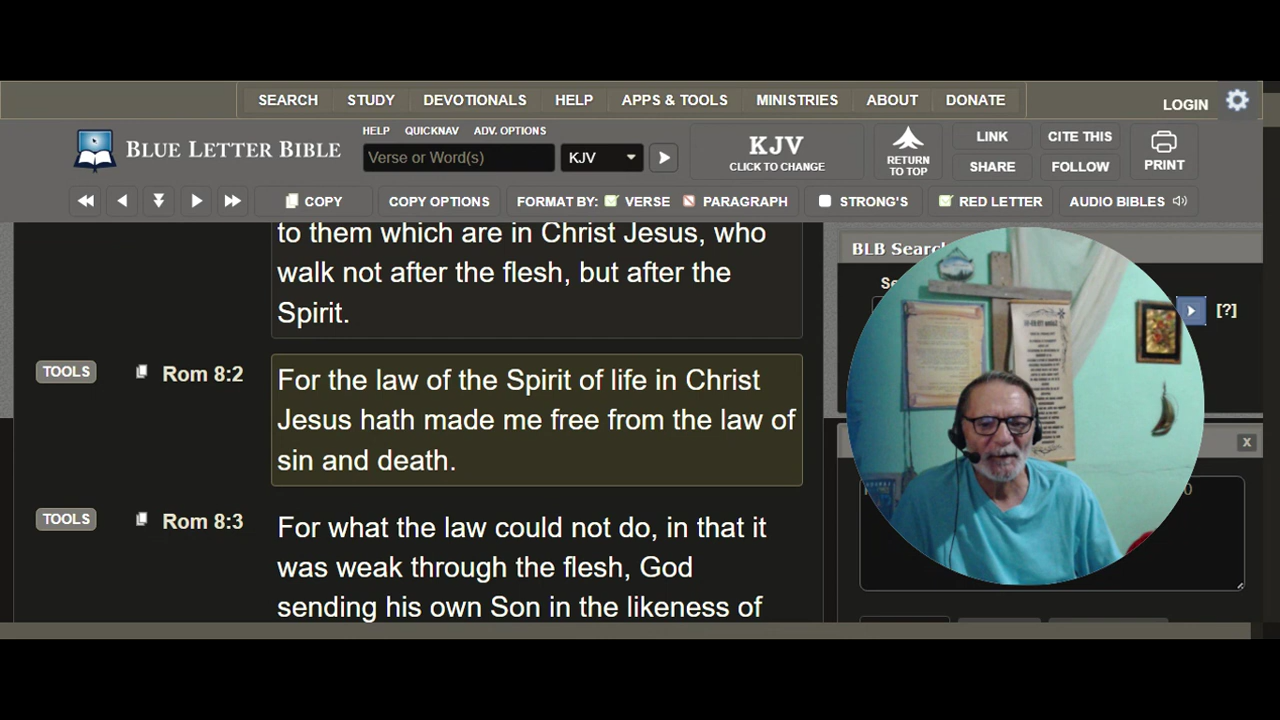 SEARCH STUDY DEVOTIONALS HELP APPS & TOOLS MINISTRIES ABOUT DONATE LOGIN
HELP QUICKNAV ADV. OPTIONS
BLUE LETTER BIBLE
Verse or Word(s) KJV
KJV
CLICK TO CHANGE
RETURN
TO TOP
LINK
CITE THIS
SHARE
FOLLOW
PRINT
COPY COPY OPTIONS FORMAT BY: VERSE PARAGRAPH STRONG'S RED LETTER AUDIO BIBLES
to them which are in Christ Jesus, who
walk not after the flesh, but after the
Spirit.
TOOLS Rom 8:2 For the law of the Spirit of life in Christ
Jesus hath made me free from the law of
sin and death.
TOOLS Rom 8:3 For what the law could not do, in that it
was weak through the flesh, God
sending his own Son in the likeness of
BLB Searc
Se
[?]
X